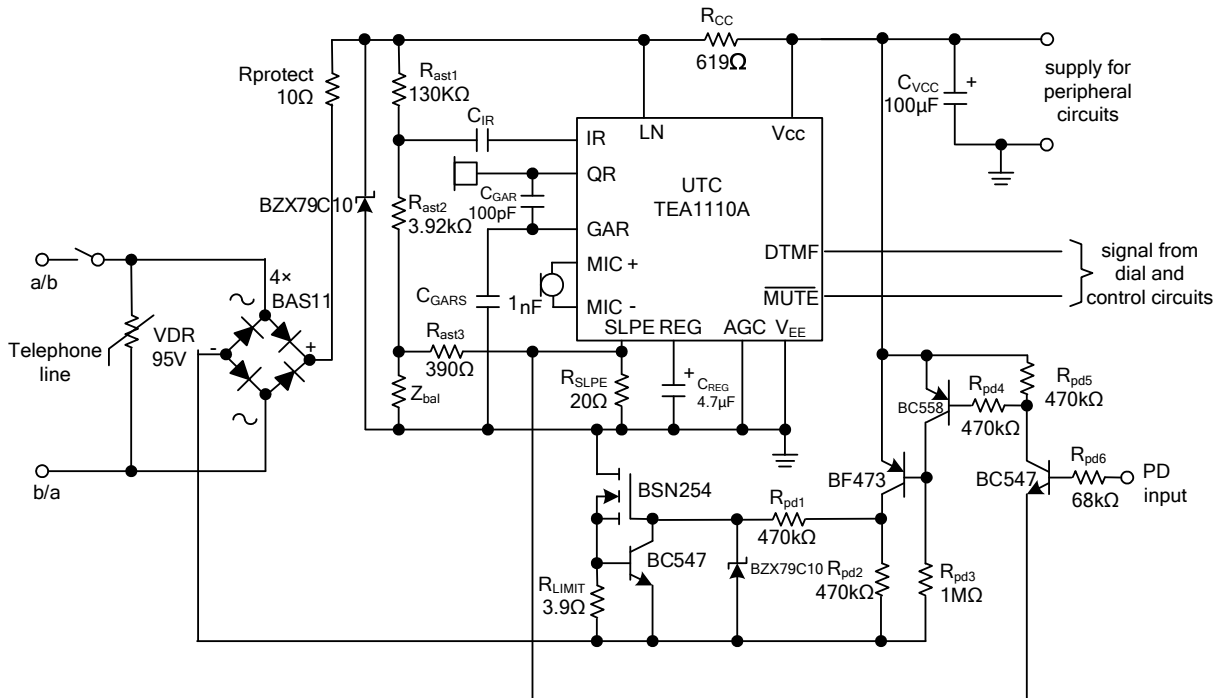 RCC
619Ω
Rprotect
10Ω
Rast1
130KΩ
CVCC
100µF
+
supply for
peripheral
circuits
CIR
IR
LN
Vcc
QR
UTC
TEA1110A
CGAR
100pF
BZX79C10
Rast2
3.92kΩ
GAR
DTMF
signal from
dial and
control circuits
MIC +
MUTE
a/b
4×
BAS11
CGARS
1nF
MIC -
SLPE
REG
AGC
VEE
Rast3
390Ω
VDR
95V
-
+
Telephone
line
Zbal
RSLPE
20Ω
+
CREG
4.7µF
Rpd5
470kΩ
Rpd4
470kΩ
BC558
b/a
BSN254
BF473
BC547
Rpd6
68kΩ
PD
input
Rpd1
470kΩ
BC547
BZX79C10
RLIMIT
3.9Ω
Rpd2
470kΩ
Rpd3
1MΩ